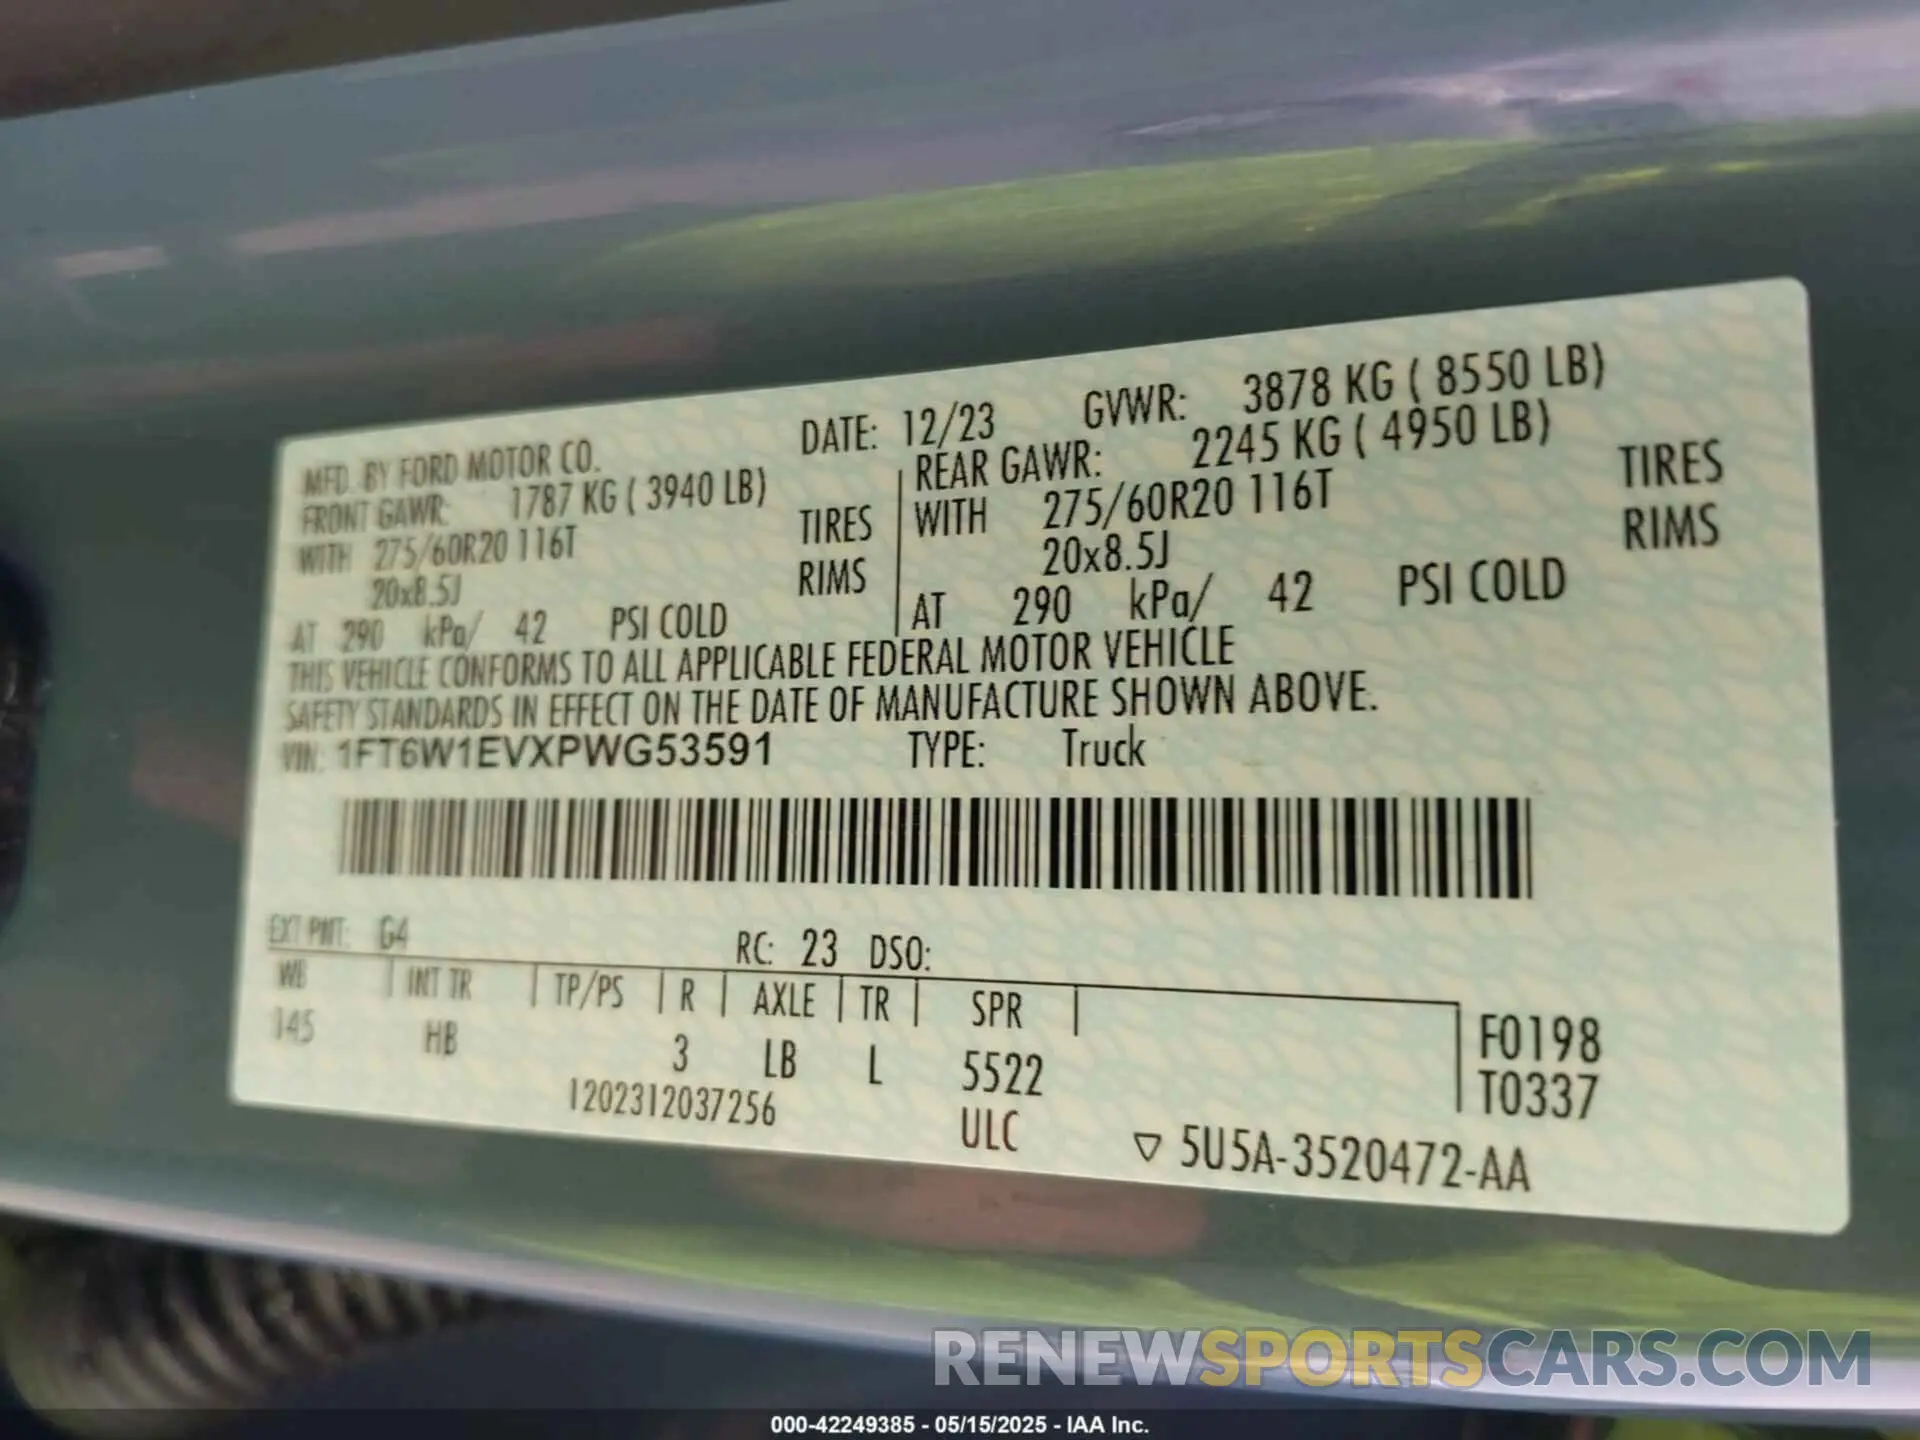 MFD. BY FORD MOTOR CO. DATE: 12/23 GVWR: 3878 KG ( 8550 LB)
FRONT GAWR: 1787 KG ( 3940 LB) REAR GAWR: 2245 KG ( 4950 LB)
WITH 275/60R20 116T TIRES WITH 275/60R20 116T TIRES
20x8.5J RIMS 20x8.5J RIMS
AT 290 kPa/ 42 PSI COLD AT 290 kPa/ 42 PSI COLD
THIS VEHICLE CONFORMS TO ALL APPLICABLE FEDERAL MOTOR VEHICLE
SAFETY STANDARDS IN EFFECT ON THE DATE OF MANUFACTURE SHOWN ABOVE.
VIN: 1FT6W1EVXPWG53591 TYPE: Truck
EXT PNT: G4 RC: 23 DSO:
WB INT TR TP/PS R AXLE TR SPR
145 HB 3 LB L 5522
F0198
T0337
1202312037256 ULC ▽ 5U5A-3520472-AA
RENEWSPORTSCARS.COM
000-42249385 - 05/15/2025 - IAA Inc.